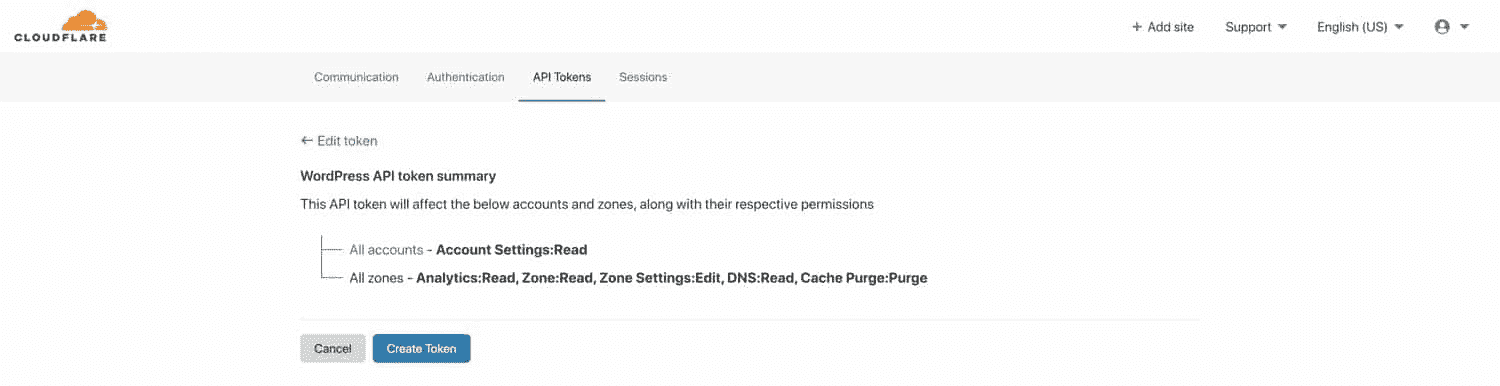 CLOUDFLARE
+ Add site Support English (US)
Communication Authentication API Tokens Sessions
← Edit token
WordPress API token summary
This API token will affect the below accounts and zones, along with their respective permissions
All accounts - Account Settings:Read
All zones - Analytics:Read, Zone:Read, Zone Settings:Edit, DNS:Read, Cache Purge:Purge
Cancel Create Token